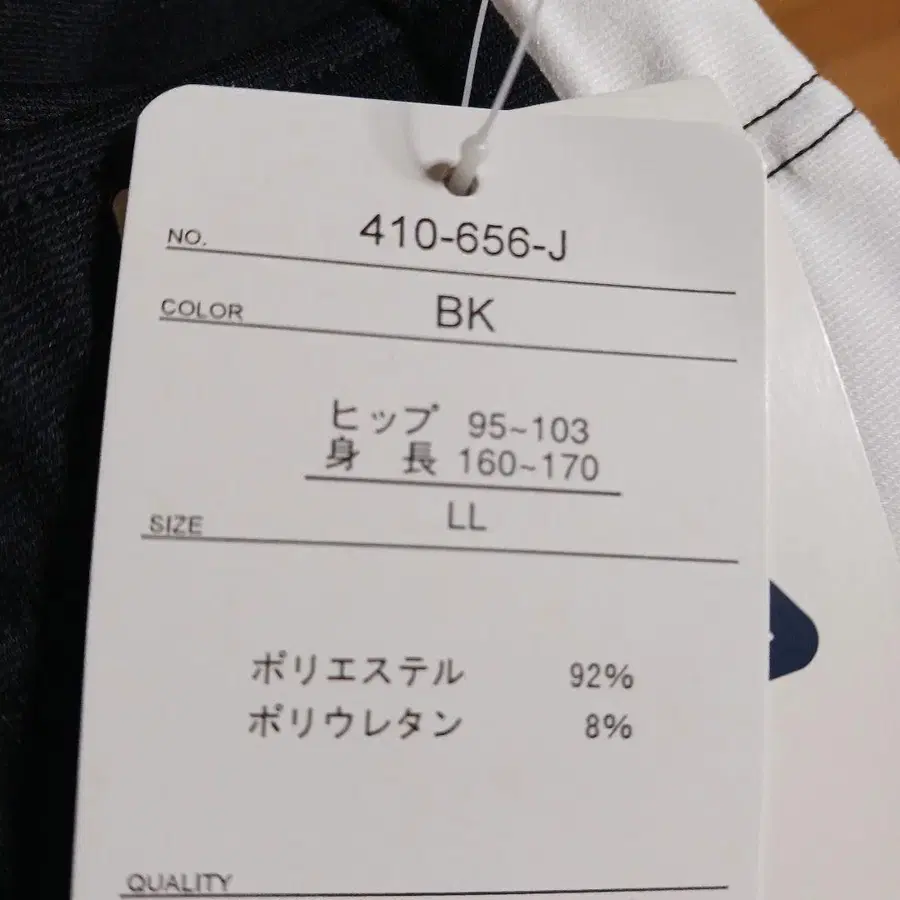 NO. 410-656-J
COLOR BK
ヒップ 95~103
身 長 160~170
SIZE LL
ポリエステル 92%
ポリウレタン 8%
QUALITY